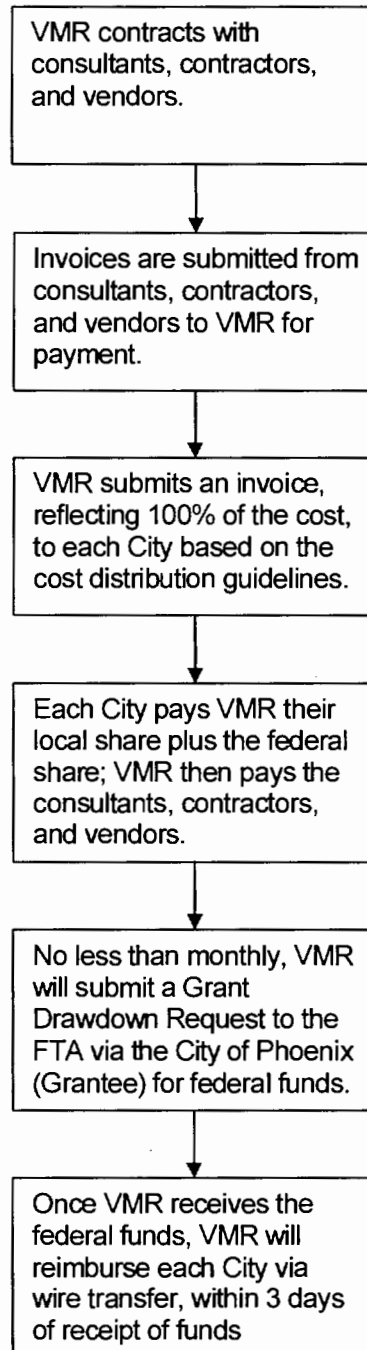 VMR contracts with
consultants, contractors,
and vendors.
Invoices are submitted from
consultants, contractors,
and vendors to VMR for
payment.
VMR submits an invoice,
reflecting 100% of the cost,
to each City based on the
cost distribution guidelines.
Each City pays VMR their
local share plus the federal
share; VMR then pays the
consultants, contractors,
and vendors.
No less than monthly, VMR
will submit a Grant
Drawdown Request to the
FTA via the City of Phoenix
(Grantee) for federal funds.
Once VMR receives the
federal funds, VMR will
reimburse each City via
wire transfer, within 3 days
of receipt of funds